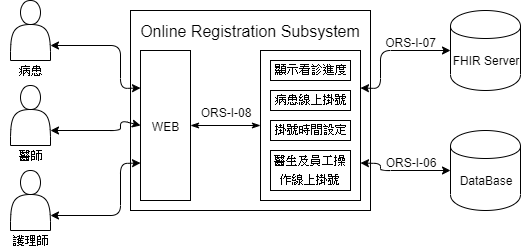 Online Registration Subsystem
病患
醫師
護理師
WEB
ORS-I-08
顯示看診進度
病患線上掛號
掛號時間設定
醫生及員工操
作線上掛號
ORS-I-07
FHIR Server
ORS-I-06
DataBase